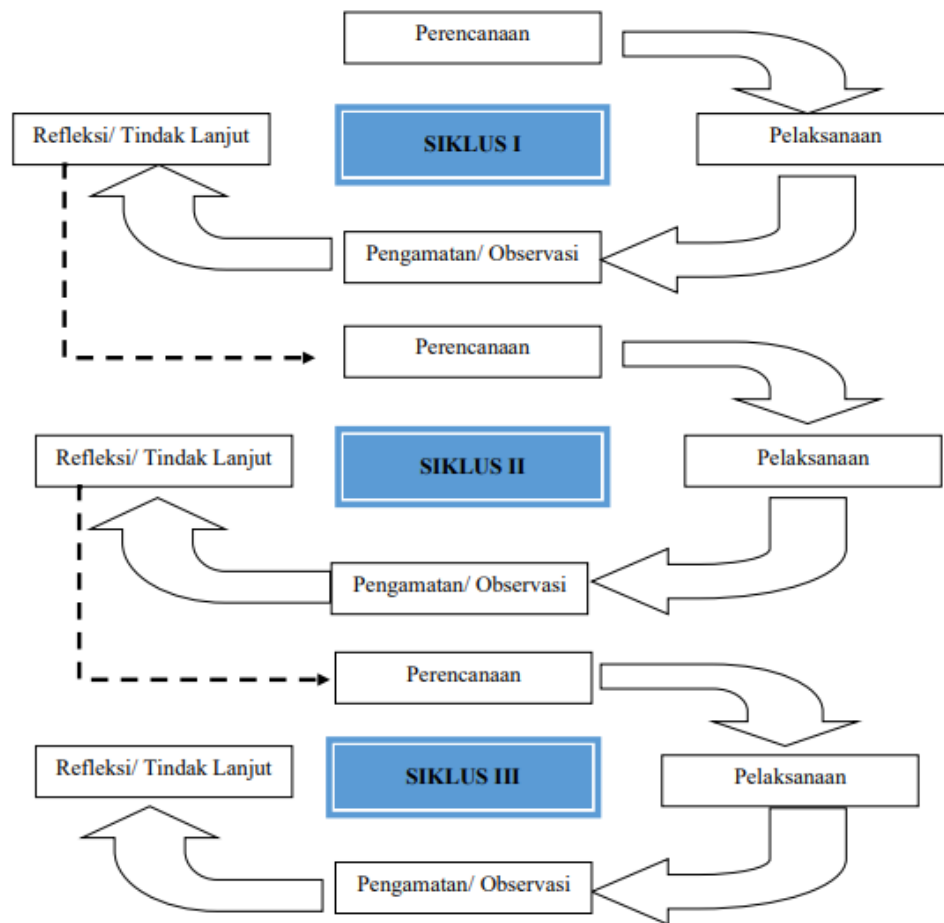 Perencanaan
Refleksi/ Tindak Lanjut
SIKLUS I
Pelaksanaan
Pengamatan/ Observasi
Perencanaan
Refleksi/ Tindak Lanjut
SIKLUS II
Pelaksanaan
Pengamatan/ Observasi
Perencanaan
Refleksi/ Tindak Lanjut
SIKLUS III
Pelaksanaan
Pengamatan/ Observasi